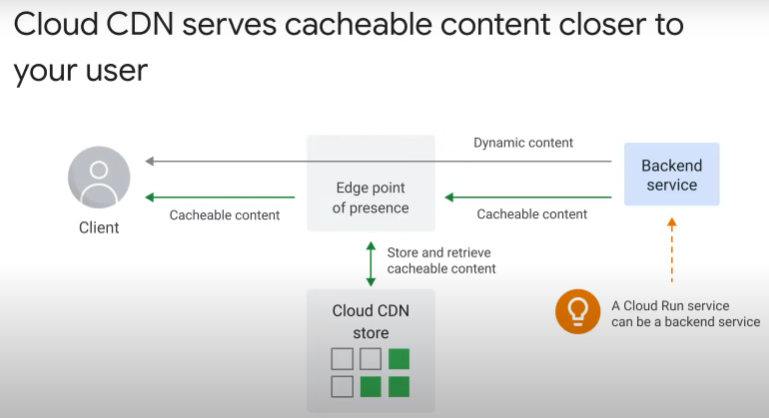 Cloud CDN serves cacheable content closer to
your user
Dynamic content
Backend
service
Edge point
of presence
Cacheable content
Cacheable content
Client
Store and retrieve
cacheable content
Cloud CDN
store
A Cloud Run service
can be a backend service